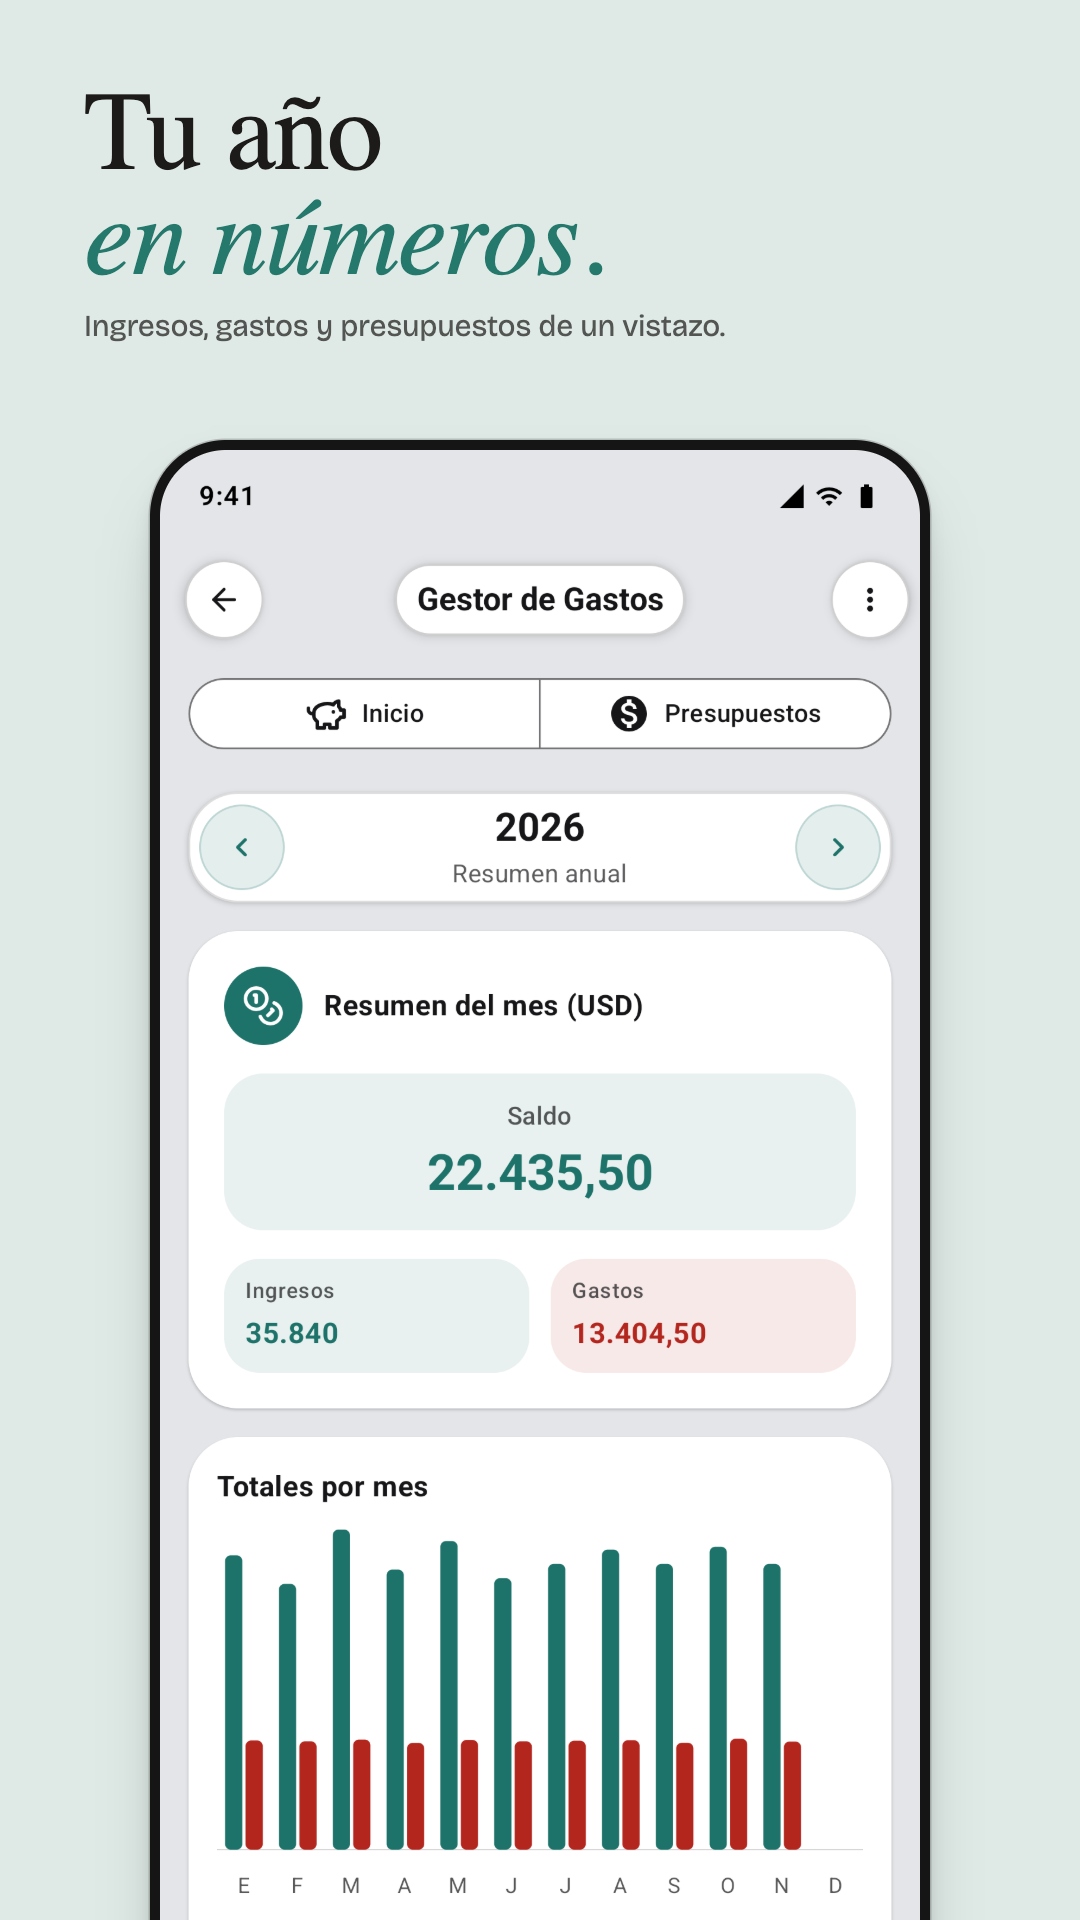 Tu año
en números.
Ingresos, gastos y presupuestos de un vistazo.
9:41
Gestor de Gastos
Inicio
Presupuestos
2026
Resumen anual
Resumen del mes (USD)
Saldo
22.435,50
Ingresos
35.840
Gastos
13.404,50
Totales por mes
E F M A M J J A S O N D